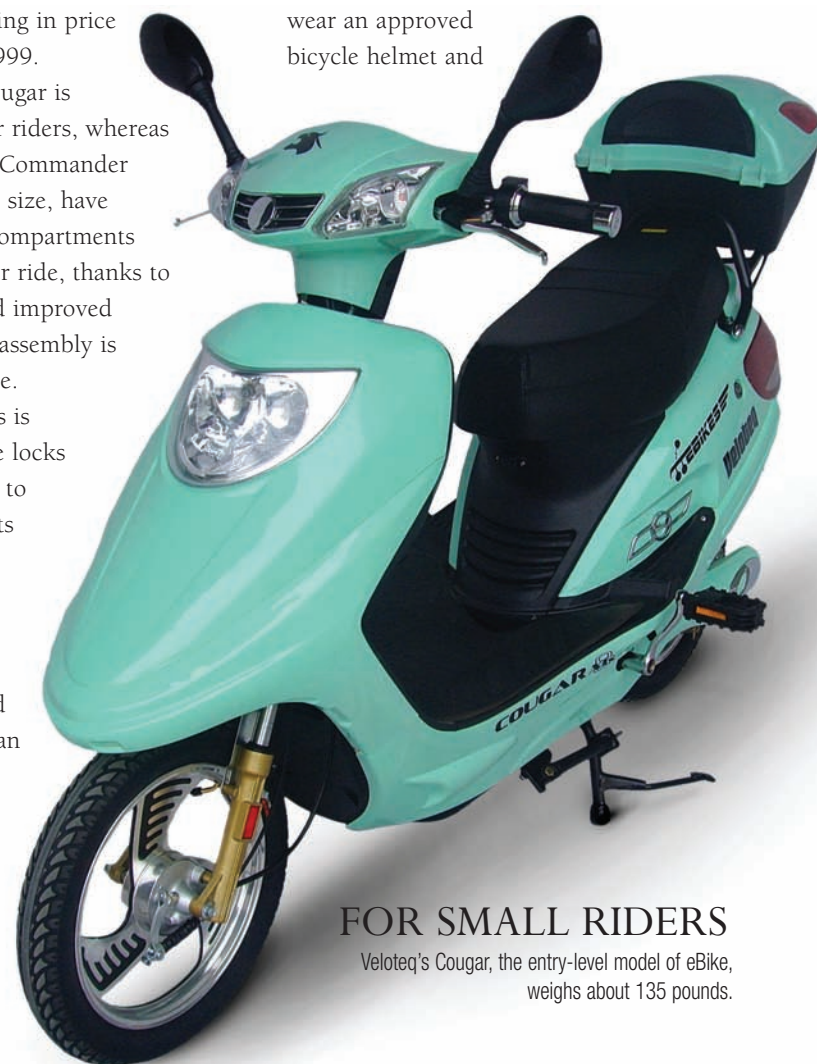 ing in price
999.
ugar is
r riders, whereas
Commander
size, have
ompartments
r ride, thanks to
d improved
assembly is
e.
s is
e locks
to
ts
d
an
wear an approved
bicycle helmet and
EBIKES
Veloteq
COUGAR
FOR SMALL RIDERS
Veloteq's Cougar, the entry-level model of eBike,
weighs about 135 pounds.